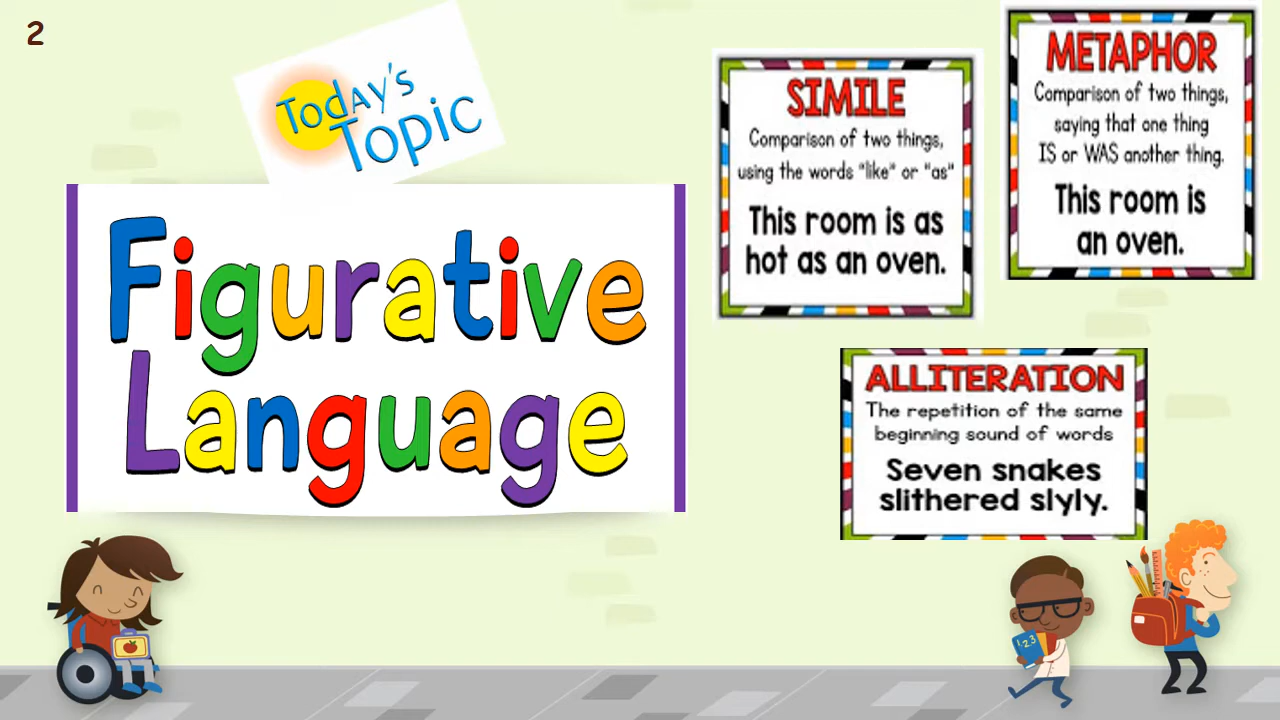 2
Today's
Topic
Figurative
Language
SIMILE
Comparison of two things,
using the words "like" or "as"
This room is as
hot as an oven.
METAPHOR
Comparison of two things,
saying that one thing
IS or WAS another thing.
This room is
an oven.
ALLITERATION
The repetition of the same
beginning sound of words
Seven snakes
slithered slyly.
1-2-3